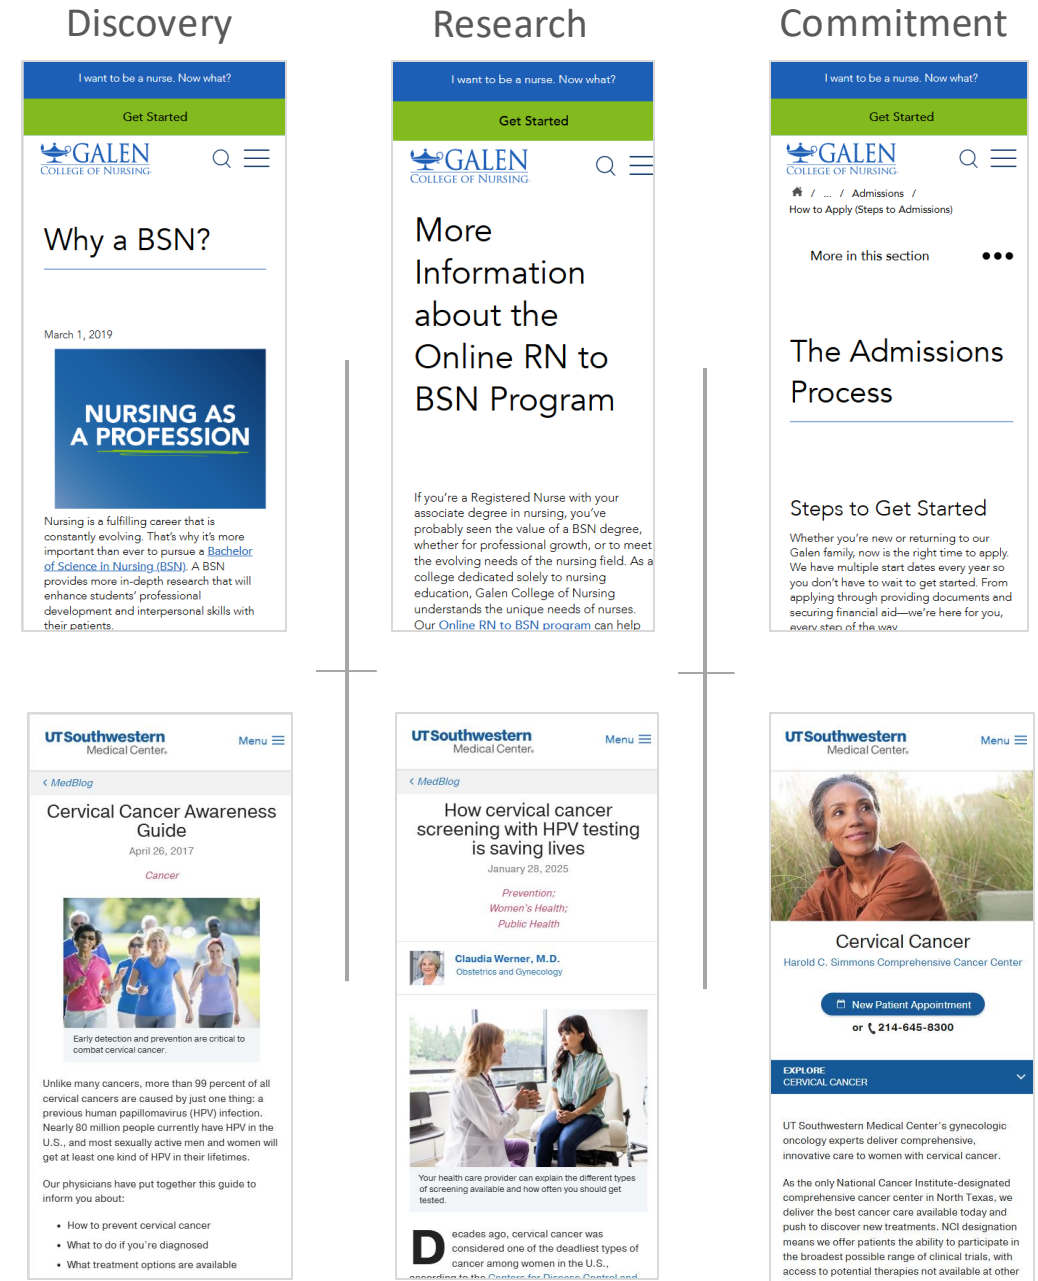 Discovery
Research
Commitment
I want to be a nurse. Now what?
Get Started
GALEN
COLLEGE OF NURSING
Why a BSN?
March 1, 2019
NURSING AS
A PROFESSION
Nursing is a fulfilling career that is
constantly evolving. That's why it's more
important than ever to pursue a Bachelor
of Science in Nursing (BSN). A BSN
provides more in-depth research that will
enhance students' professional
development and interpersonal skills with
their patients.
I want to be a nurse. Now what?
Get Started
GALEN
COLLEGE OF NURSING
More
Information
about the
Online RN to
BSN Program
If you're a Registered Nurse with your
associate degree in nursing, you've
probably seen the value of a BSN degree,
whether for professional growth, or to meet
the evolving needs of the nursing field. As a
college dedicated solely to nursing
education, Galen College of Nursing
understands the unique needs of nurses.
Our Online RN to BSN program can help
I want to be a nurse. Now what?
Get Started
GALEN
COLLEGE OF NURSING
/ ... / Admissions /
How to Apply (Steps to Admissions)
More in this section
The Admissions
Process
Steps to Get Started
Whether you're new or returning to our
Galen family, now is the right time to apply.
We have multiple start dates every year so
you don't have to wait to get started. From
applying through providing documents and
securing financial aid—we're here for you,
every step of the way
UT Southwestern
Medical Center
Menu
< MedBlog
Cervical Cancer Awareness
Guide
April 26, 2017
Cancer
Early detection and prevention are critical to
combat cervical cancer.
Unlike many cancers, more than 99 percent of all
cervical cancers are caused by just one thing: a
previous human papillomavirus (HPV) infection.
Nearly 80 million people currently have HPV in the
U.S., and most sexually active men and women will
get at least one kind of HPV in their lifetimes.
Our physicians have put together this guide to
inform you about:
• How to prevent cervical cancer
• What to do if you're diagnosed
• What treatment options are available
UT Southwestern
Medical Center
Menu
< MedBlog
How cervical cancer
screening with HPV testing
is saving lives
January 28, 2025
Prevention;
Women's Health;
Public Health
Claudia Werner, M.D.
Obstetrics and Gynecology
Your health care provider can explain the different types
of screening available and how often you should get
tested.
Decades ago, cervical cancer was
considered one of the deadliest types of
cancer among women in the U.S.,
according to the Centers for Disease Control and
UT Southwestern
Medical Center
Menu
Cervical Cancer
Harold C. Simmons Comprehensive Cancer Center
New Patient Appointment
or 214-645-8300
EXPLORE
CERVICAL CANCER
UT Southwestern Medical Center's gynecologic
oncology experts deliver comprehensive,
innovative care to women with cervical cancer.
As the only National Cancer Institute-designated
comprehensive cancer center in North Texas, we
deliver the best cancer care available today and
push to discover new treatments. NCI designation
means we offer patients the ability to participate in
the broadest possible range of clinical trials, with
access to potential therapies not available at other